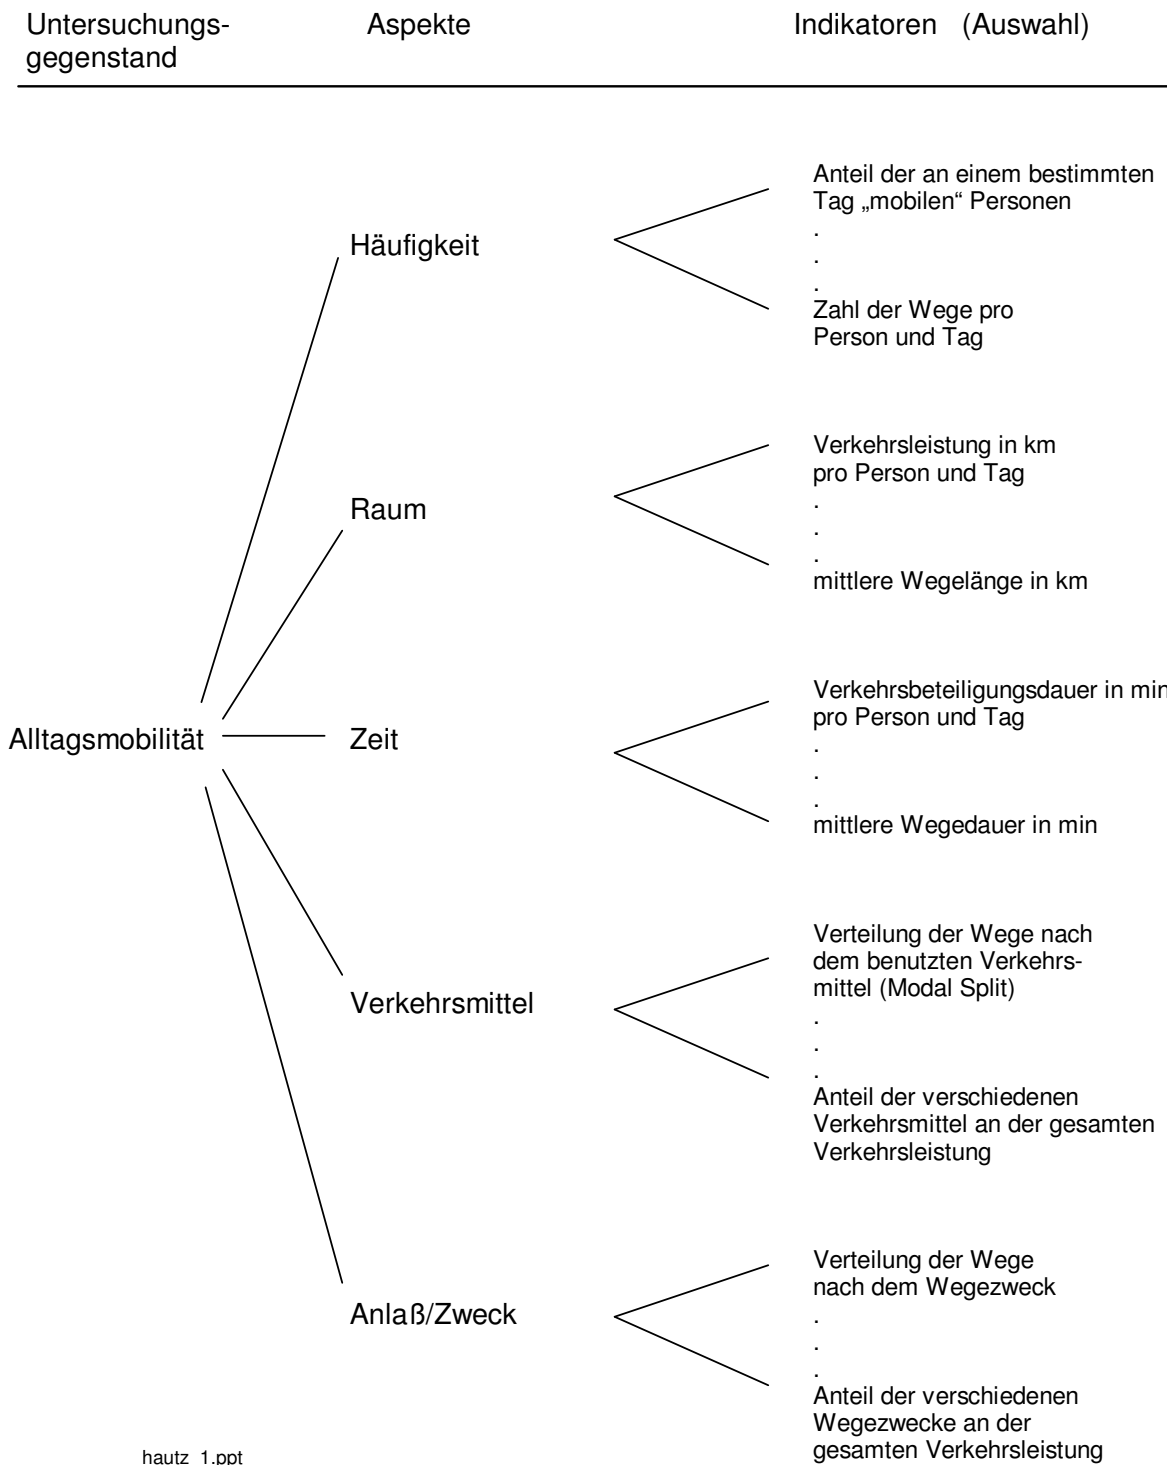 Untersuchungs- Aspekte Indikatoren (Auswahl)
gegenstand
Anteil der an einem bestimmten
Tag „mobilen“ Personen
.
Häufigkeit
.
.
Zahl der Wege pro
Person und Tag
Verkehrsleistung in km
pro Person und Tag
.
Raum
.
.
mittlere Wegelänge in km
Verkehrsbeteiligungsdauer in min
pro Person und Tag
Alltagsmobilität Zeit
.
.
.
mittlere Wegedauer in min
Verteilung der Wege nach
dem benutzten Verkehrs-
mittel (Modal Split)
Verkehrsmittel
.
.
.
Anteil der verschiedenen
Verkehrsmittel an der gesamten
Verkehrsleistung
Verteilung der Wege
nach dem Wegezweck
Anlaß/Zweck
.
.
.
Anteil der verschiedenen
Wegezwecke an der
gesamten Verkehrsleistung
hautz_1.ppt